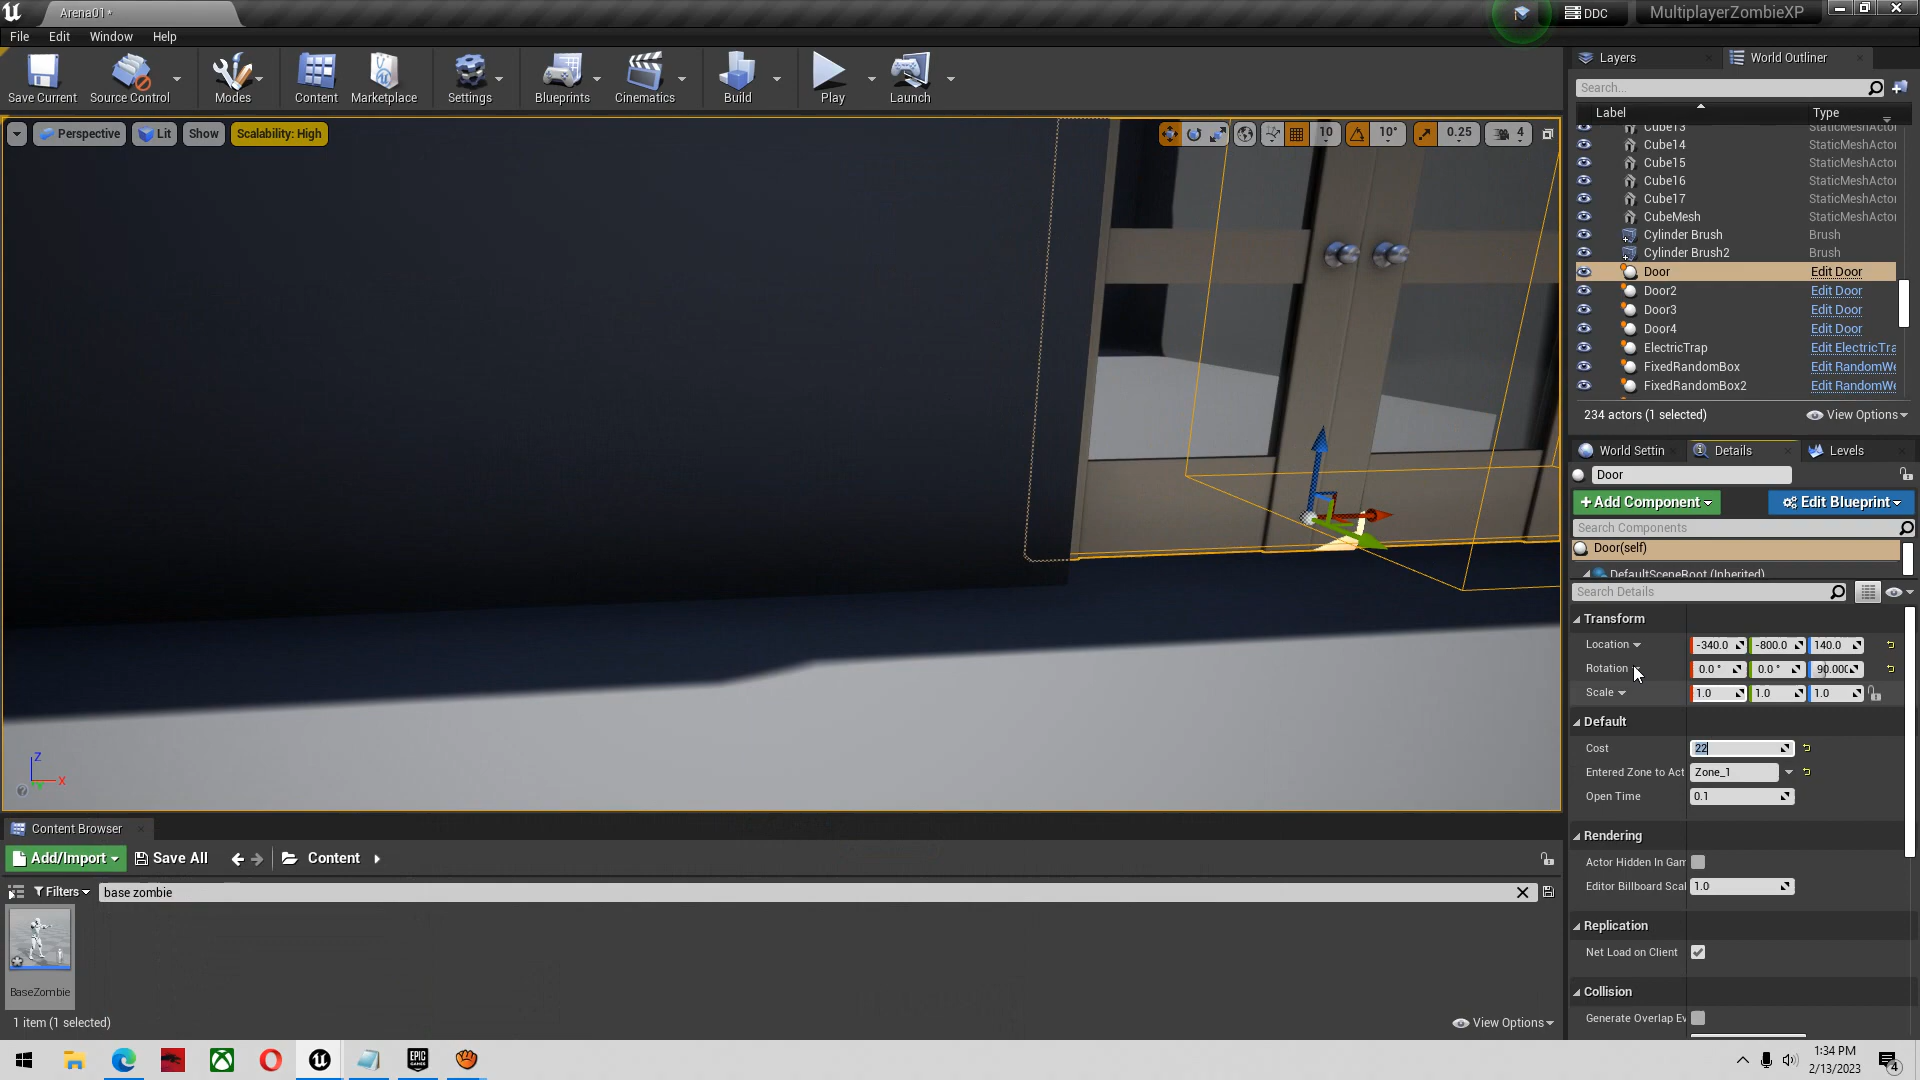 Arena01*
DDC
MultiplayerZombieXP
File Edit Window Help
Save Current
Source Control
Modes
Content
Marketplace
Settings
Blueprints
Cinematics
Build
Play
Launch
Perspective
Lit
Show
Scalability: High
10
10°
0.25
4
Z
X
Layers
World Outliner
Search...
Label Type
Cube13 StaticMeshActor
Cube14 StaticMeshActor
Cube15 StaticMeshActor
Cube16 StaticMeshActor
Cube17 StaticMeshActor
CubeMesh StaticMeshActor
Cylinder Brush Brush
Cylinder Brush2 Brush
Door Edit Door
Door2 Edit Door
Door3 Edit Door
Door4 Edit Door
ElectricTrap Edit ElectricTra
FixedRandomBox Edit RandomWe
FixedRandomBox2 Edit RandomWe
234 actors (1 selected)
View Options
World Settin
Details
Levels
Door
+Add Component
Edit Blueprint
Search Components
Door(self)
DefaultSceneRoot (Inherited)
Search Details
Transform
Location -340.0 -800.0 140.0
Rotation 0.0 ° 0.0 ° 90.000
Scale 1.0 1.0 1.0
Default
Cost 22
Entered Zone to Act Zone_1
Open Time 0.1
Rendering
Actor Hidden In Gam
Editor Billboard Scal 1.0
Replication
Net Load on Client
Collision
Generate Overlap Ev
Content Browser
Add/Import
Save All
Content
Filters
base zombie
BaseZombie
1 item (1 selected)
View Options
EPIC GAMES
1:34 PM
2/13/2023
4